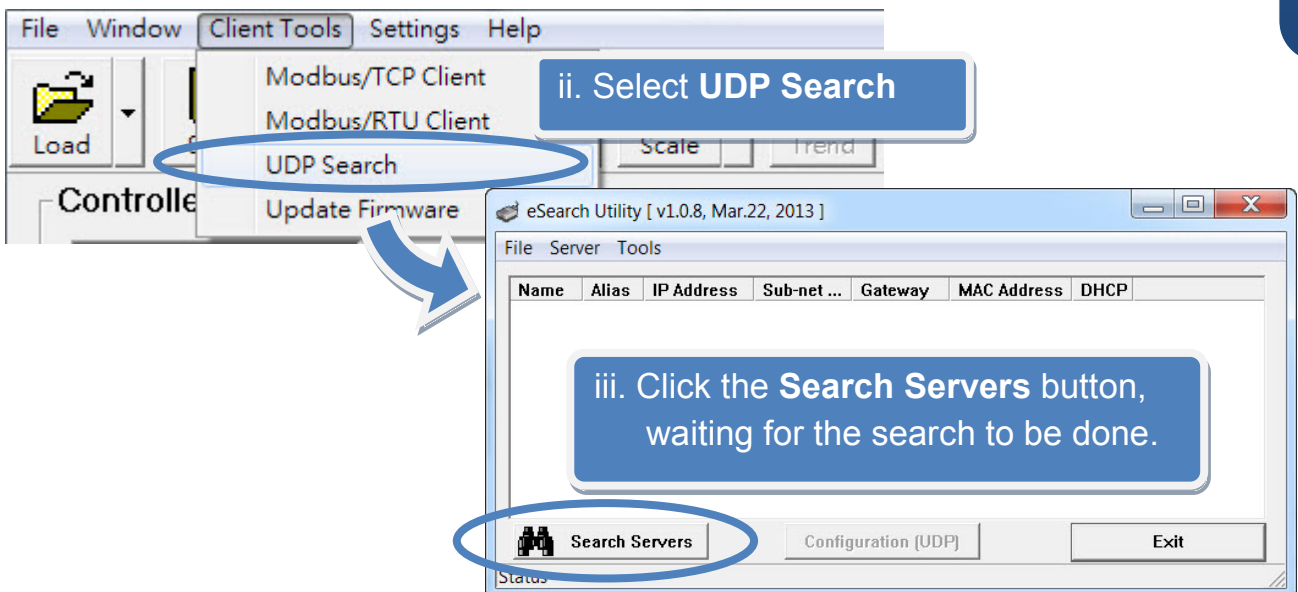 File Window Client Tools Settings Help
Modbus/TCP Client
ii. Select UDP Search
Modbus/RTU Client
Load
Scale
Trend
UDP Search
Update Firmware
eSearch Utility [ v1.0.8, Mar.22, 2013 ]
File Server Tools
Name Alias IP Address Sub-net ... Gateway MAC Address DHCP
iii. Click the Search Servers button,
waiting for the search to be done.
Search Servers Configuration (UDP) Exit
Status